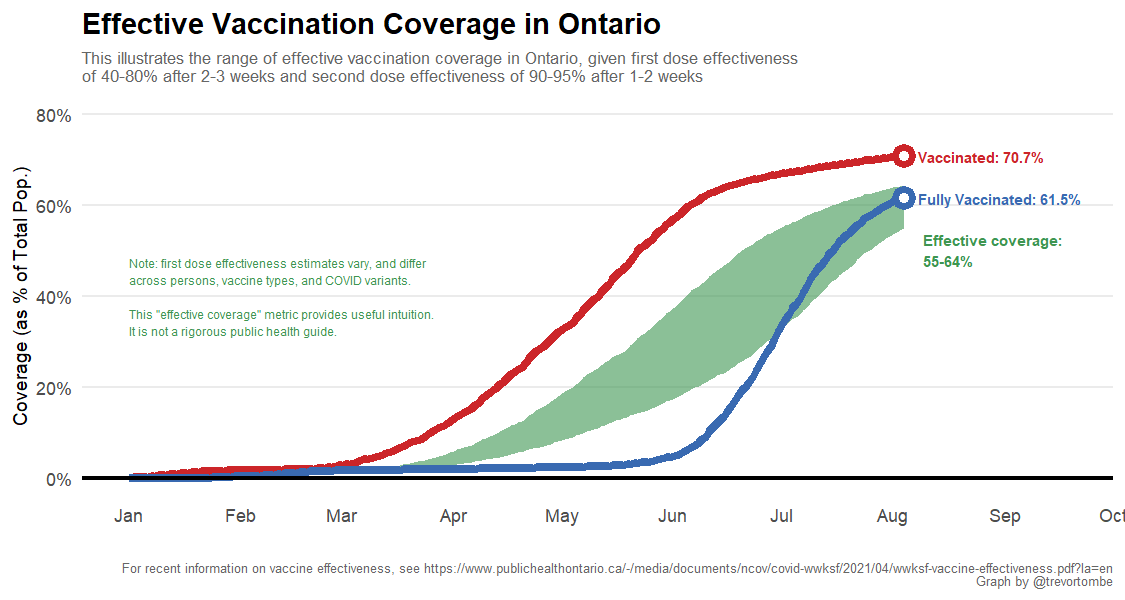 Effective Vaccination Coverage in Ontario
This illustrates the range of effective vaccination coverage in Ontario, given first dose effectiveness
of 40-80% after 2-3 weeks and second dose effectiveness of 90-95% after 1-2 weeks
Coverage (as % of Total Pop.)
80%
60%
40%
20%
0%
Vaccinated: 70.7%
Fully Vaccinated: 61.5%
Effective coverage:
55-64%
Note: first dose effectiveness estimates vary, and differ
across persons, vaccine types, and COVID variants.
This "effective coverage" metric provides useful intuition.
It is not a rigorous public health guide.
Jan Feb Mar Apr May Jun Jul Aug Sep Oct
For recent information on vaccine effectiveness, see https://www.publichealthontario.ca/-/media/documents/ncov/covid-wwksf/2021/04/wwksf-vaccine-effectiveness.pdf?la=en
Graph by @trevortombe